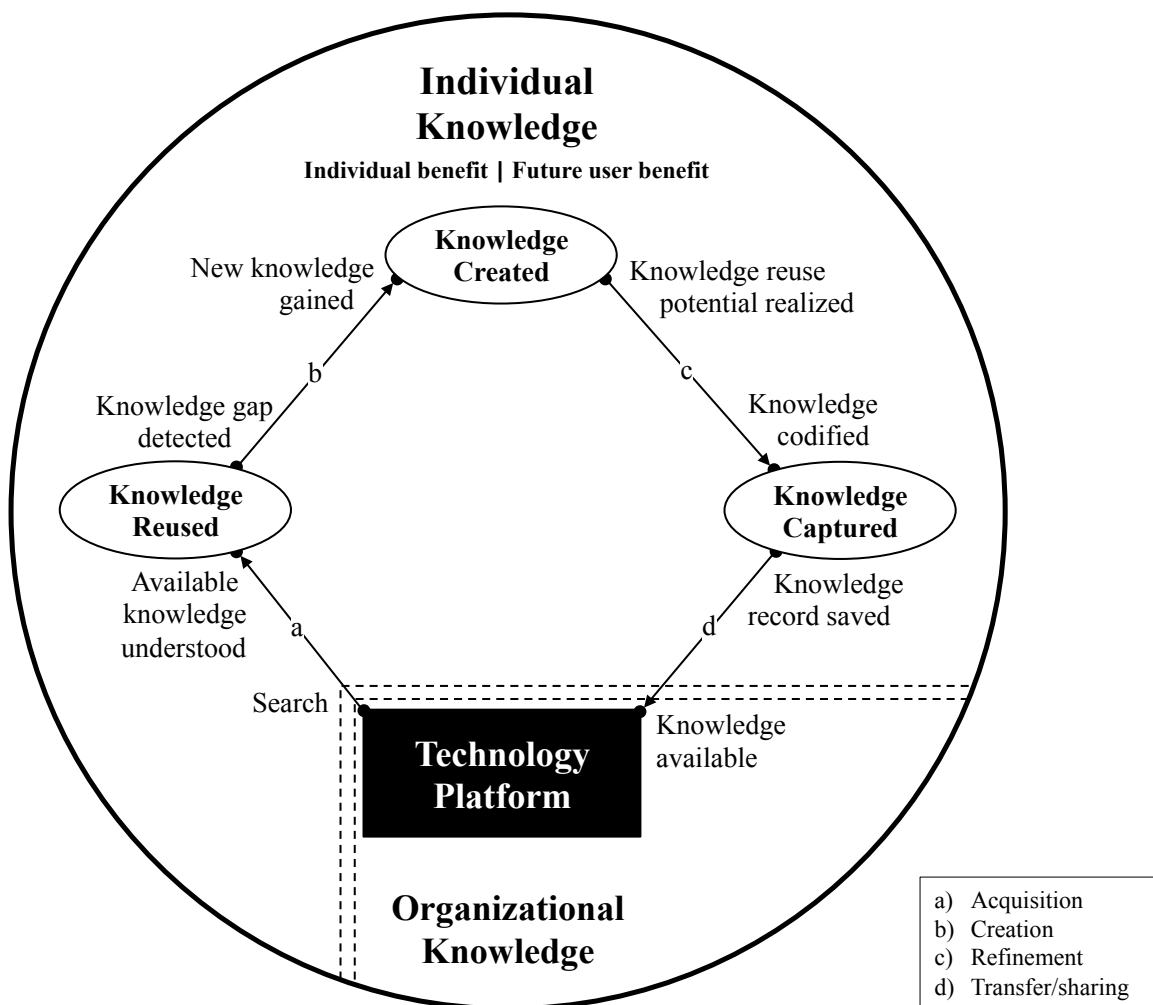 Individual
Knowledge
Individual benefit | Future user benefit
Knowledge
Created
New knowledge
gained
Knowledge reuse
potential realized
b
c
Knowledge gap
detected
Knowledge
codified
Knowledge
Reused
Knowledge
Captured
Available
knowledge
understood
Knowledge
record saved
a
d
Search
Knowledge
available
Technology
Platform
Organizational
Knowledge
a) Acquisition
b) Creation
c) Refinement
d) Transfer/sharing